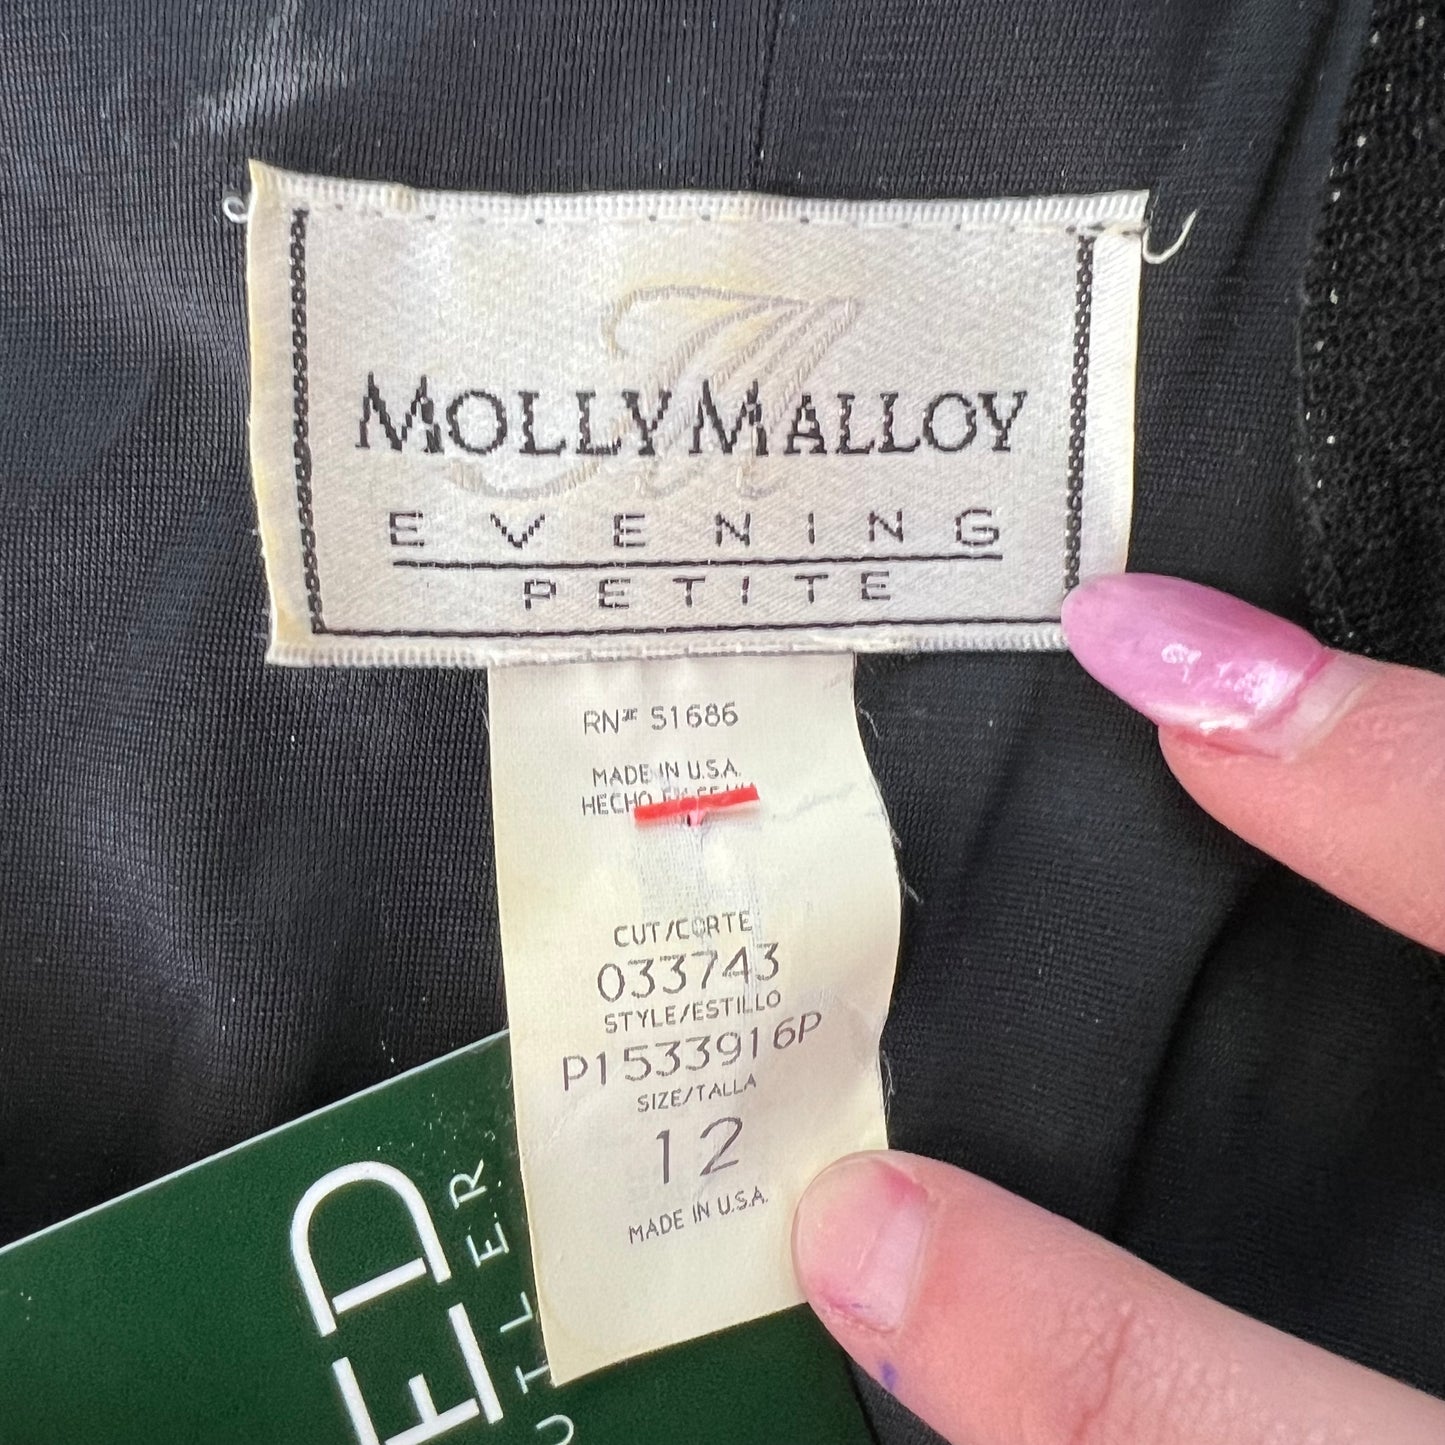 MOLLY MALLOY
EVENING
PETITE
RN# 51686
MADE IN U.S.A.
HECHO
CUT/CORTE
033743
STYLE/ESTILLO
P1533916P
SIZE/TALLA
12
MADE IN U.S.A.